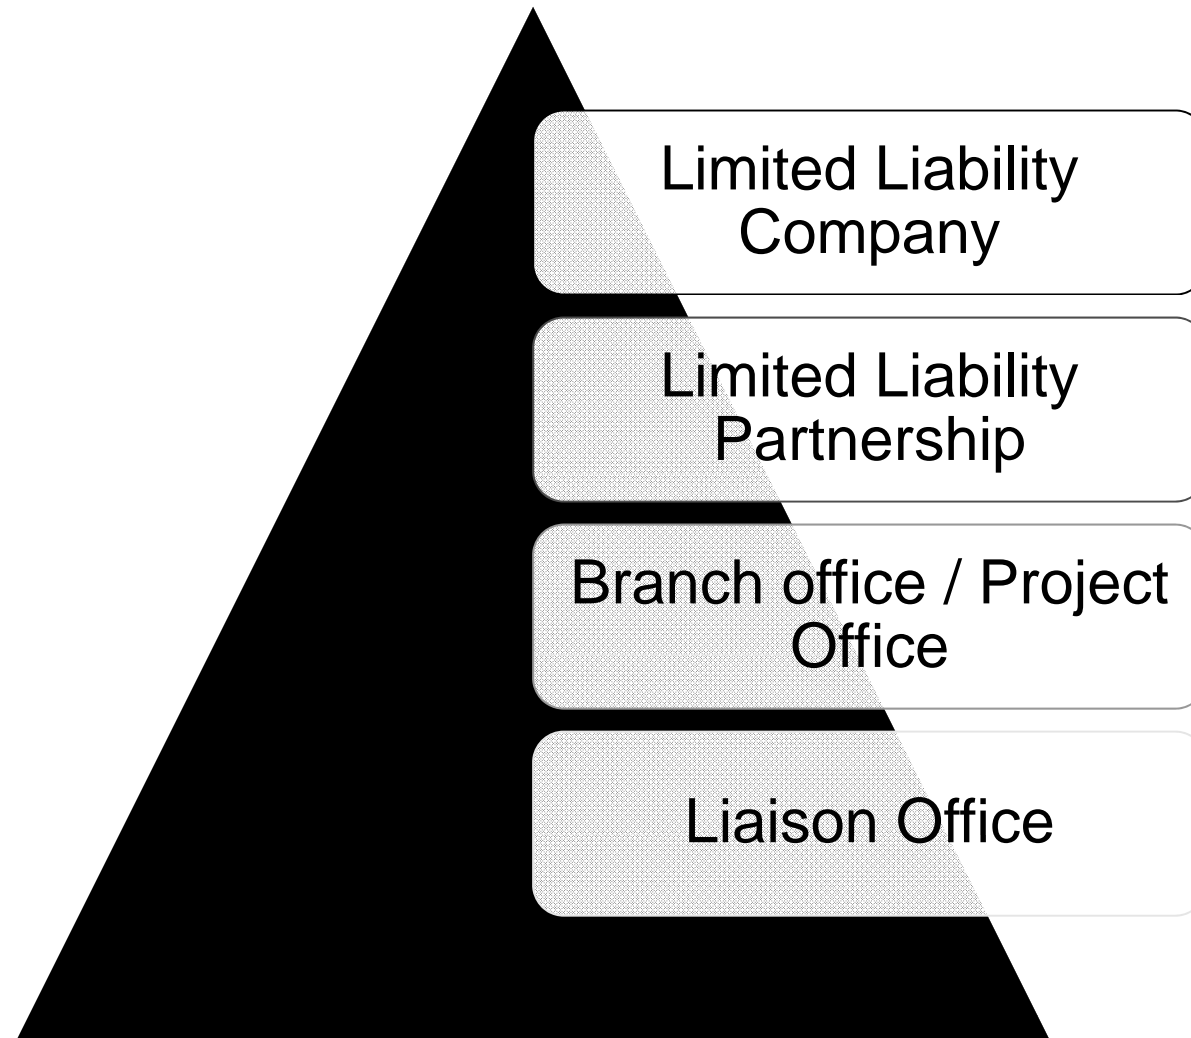 Limited Liability
Company
Limited Liability
Partnership
Branch office / Project
Office
Liaison Office